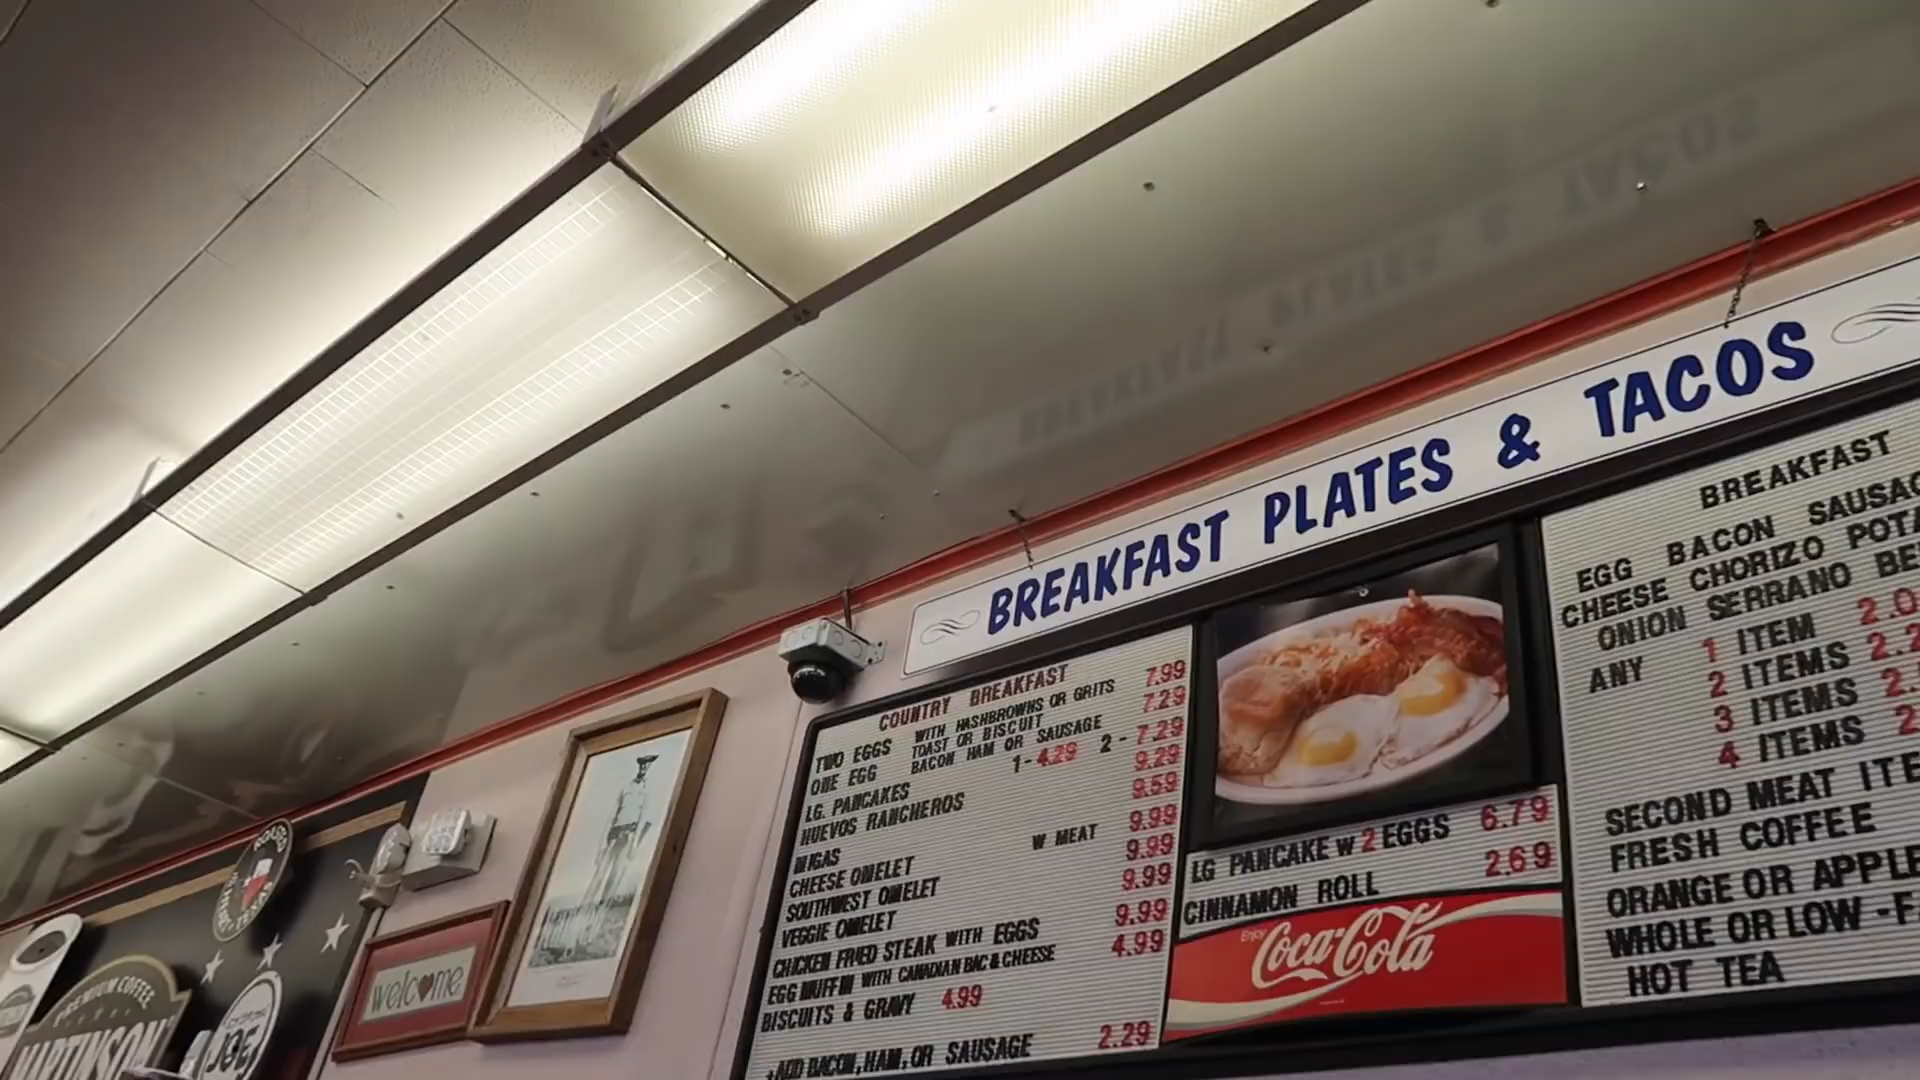 BREAKFAST PLATES & TACOS
COUNTRY BREAKFAST
TWO EGGS WITH HASHBROWNS OR GRITS 7.99
ONE EGG TOAST OR BISCUIT 7.29
BACON HAM OR SAUSAGE
LG. PANCAKES 1-4.29 2-7.29
HUEVOS RANCHEROS 9.29
MIGAS 9.59
CHEESE OMELET W MEAT 9.99
SOUTHWEST OMELET 9.99
VEGGIE OMELET 9.99
CHICKEN FRIED STEAK WITH EGGS 9.99
EGG MUFFIN WITH CANADIAN BAC & CHEESE 4.99
BISCUITS & GRAVY 4.99
+ADD BACON, HAM, OR SAUSAGE 2.29
LG PANCAKE W 2 EGGS 6.79
CINNAMON ROLL 2.69
Enjoy
Coca-Cola
BREAKFAST
EGG BACON SAUSAG
CHEESE CHORIZO POTA
ONION SERRANO BE
ANY 1 ITEM 2.0
2 ITEMS 2.2
3 ITEMS 2.
4 ITEMS 2
SECOND MEAT ITE
FRESH COFFEE
ORANGE OR APPLE
WHOLE OR LOW-F
HOT TEA
welcome
PREMIUM COFFEE
MARTINSON
JOE